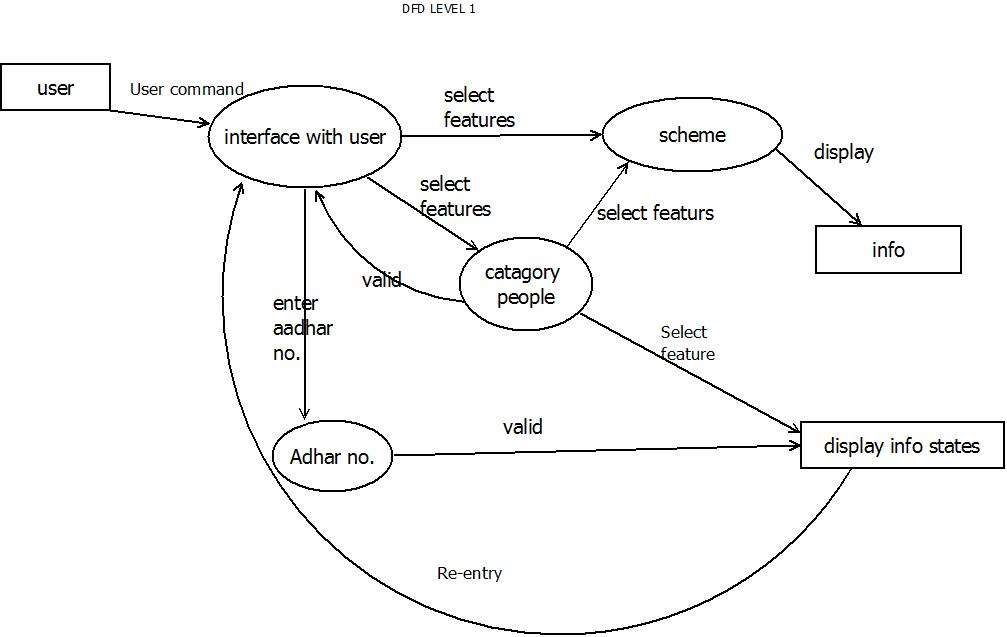 DFD LEVEL 1
user
User command
interface with user
select
features
scheme
display
info
select
features
select featurs
catagory
people
valid
enter
aadhar
no.
Select
feature
Adhar no.
valid
display info states
Re-entry